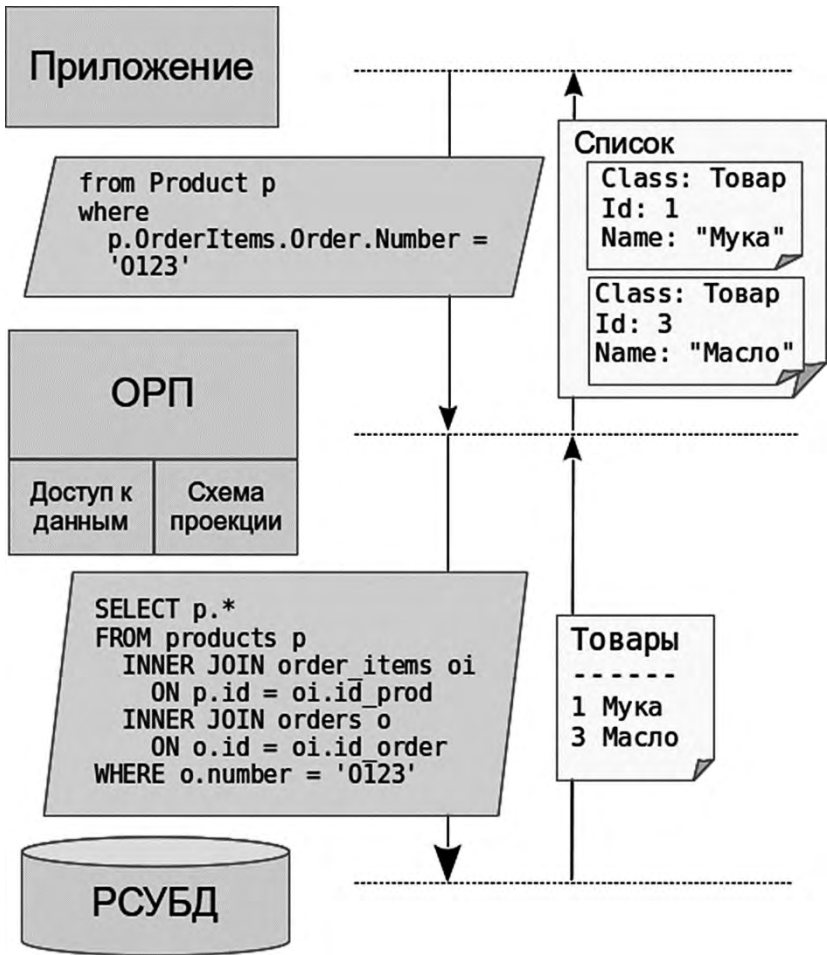 Приложение
from Product p
where
p.OrderItems.Order.Number =
'0123'
Список
Class: Товар
Id: 1
Name: "Мука"
Class: Товар
Id: 3
Name: "Масло"
ОРП
Доступ к
данным
Схема
проекции
SELECT p.*
FROM products p
INNER JOIN order_items oi
ON p.id = oi.id_prod
INNER JOIN orders o
ON o.id = oi.id_order
WHERE o.number = '0123'
Товары
------
1 Мука
3 Масло
РСУБД